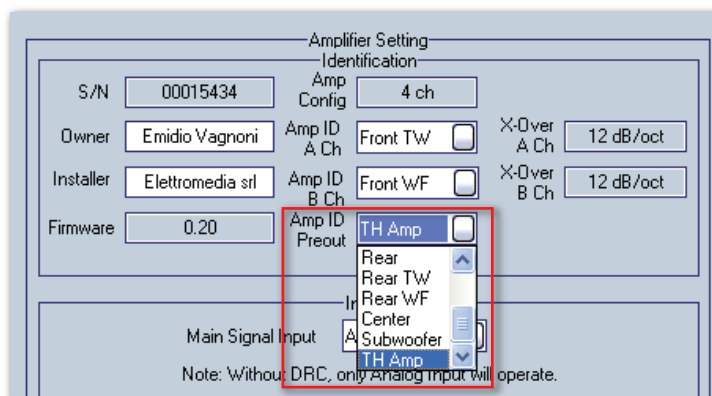 Amplifier Setting
Identification
S/N 00015434 Amp Config 4 ch
Owner Emidio Vagnoni Amp ID A Ch Front TW X-Over A Ch 12 dB/oct
Installer Elettromedia srl Amp ID B Ch Front WF X-Over B Ch 12 dB/oct
Firmware 0.20 Amp ID Preout TH Amp
Rear
Rear TW
Rear WF
Center
Main Signal Input Subwoofer
TH Amp
Note: Without DRC, only Analog Input will operate.